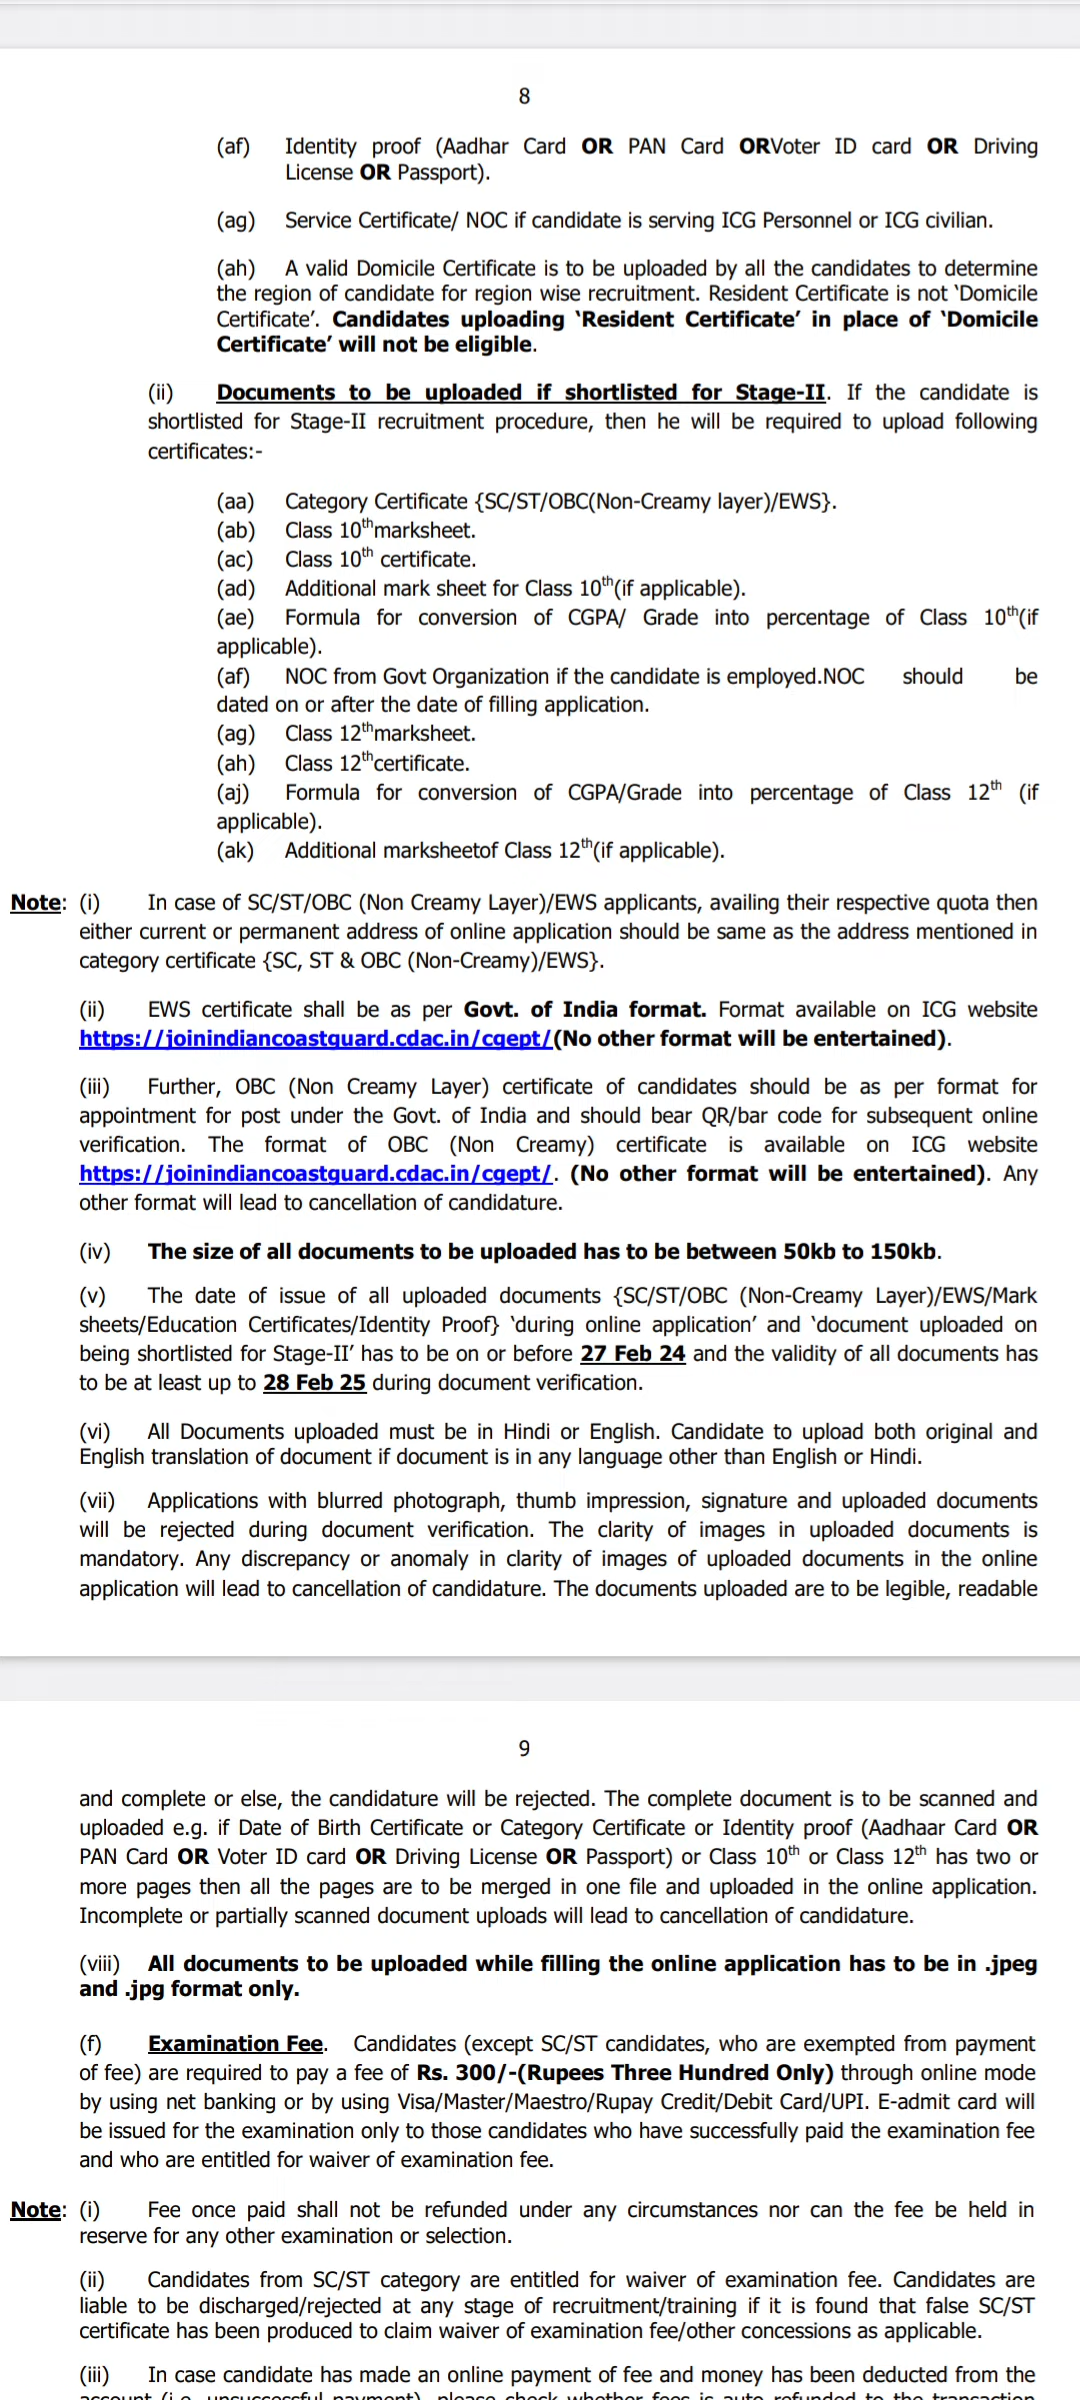 8
(af) Identity proof (Aadhar Card OR PAN Card ORVoter ID card OR Driving
License OR Passport).
(ag) Service Certificate/ NOC if candidate is serving ICG Personnel or ICG civilian.
(ah) A valid Domicile Certificate is to be uploaded by all the candidates to determine
the region of candidate for region wise recruitment. Resident Certificate is not ‘Domicile
Certificate’. Candidates uploading ‘Resident Certificate’ in place of ‘Domicile
Certificate’ will not be eligible.
(ii) Documents to be uploaded if shortlisted for Stage-II. If the candidate is
shortlisted for Stage-II recruitment procedure, then he will be required to upload following
certificates:-
(aa) Category Certificate {SC/ST/OBC(Non-Creamy layer)/EWS}.
(ab) Class 10thmarksheet.
(ac) Class 10th certificate.
(ad) Additional mark sheet for Class 10th(if applicable).
(ae) Formula for conversion of CGPA/ Grade into percentage of Class 10th(if
applicable).
(af) NOC from Govt Organization if the candidate is employed.NOC should be
dated on or after the date of filling application.
(ag) Class 12thmarksheet.
(ah) Class 12thcertificate.
(aj) Formula for conversion of CGPA/Grade into percentage of Class 12th (if
applicable).
(ak) Additional marksheetof Class 12th(if applicable).
Note: (i) In case of SC/ST/OBC (Non Creamy Layer)/EWS applicants, availing their respective quota then
either current or permanent address of online application should be same as the address mentioned in
category certificate {SC, ST & OBC (Non-Creamy)/EWS}.
(ii) EWS certificate shall be as per Govt. of India format. Format available on ICG website
https://joinindiancoastguard.cdac.in/cgept/(No other format will be entertained).
(iii) Further, OBC (Non Creamy Layer) certificate of candidates should be as per format for
appointment for post under the Govt. of India and should bear QR/bar code for subsequent online
verification. The format of OBC (Non Creamy) certificate is available on ICG website
https://joinindiancoastguard.cdac.in/cgept/. (No other format will be entertained). Any
other format will lead to cancellation of candidature.
(iv) The size of all documents to be uploaded has to be between 50kb to 150kb.
(v) The date of issue of all uploaded documents {SC/ST/OBC (Non-Creamy Layer)/EWS/Mark
sheets/Education Certificates/Identity Proof} ‘during online application’ and ‘document uploaded on
being shortlisted for Stage-II’ has to be on or before 27 Feb 24 and the validity of all documents has
to be at least up to 28 Feb 25 during document verification.
(vi) All Documents uploaded must be in Hindi or English. Candidate to upload both original and
English translation of document if document is in any language other than English or Hindi.
(vii) Applications with blurred photograph, thumb impression, signature and uploaded documents
will be rejected during document verification. The clarity of images in uploaded documents is
mandatory. Any discrepancy or anomaly in clarity of images of uploaded documents in the online
application will lead to cancellation of candidature. The documents uploaded are to be legible, readable
9
and complete or else, the candidature will be rejected. The complete document is to be scanned and
uploaded e.g. if Date of Birth Certificate or Category Certificate or Identity proof (Aadhaar Card OR
PAN Card OR Voter ID card OR Driving License OR Passport) or Class 10th or Class 12th has two or
more pages then all the pages are to be merged in one file and uploaded in the online application.
Incomplete or partially scanned document uploads will lead to cancellation of candidature.
(viii) All documents to be uploaded while filling the online application has to be in .jpeg
and .jpg format only.
(f) Examination Fee. Candidates (except SC/ST candidates, who are exempted from payment
of fee) are required to pay a fee of Rs. 300/-(Rupees Three Hundred Only) through online mode
by using net banking or by using Visa/Master/Maestro/Rupay Credit/Debit Card/UPI. E-admit card will
be issued for the examination only to those candidates who have successfully paid the examination fee
and who are entitled for waiver of examination fee.
Note: (i) Fee once paid shall not be refunded under any circumstances nor can the fee be held in
reserve for any other examination or selection.
(ii) Candidates from SC/ST category are entitled for waiver of examination fee. Candidates are
liable to be discharged/rejected at any stage of recruitment/training if it is found that false SC/ST
certificate has been produced to claim waiver of examination fee/other concessions as applicable.
(iii) In case candidate has made an online payment of fee and money has been deducted from the
account (i.e. unsuccessful payment), please check whether fees is auto refunded to the transaction